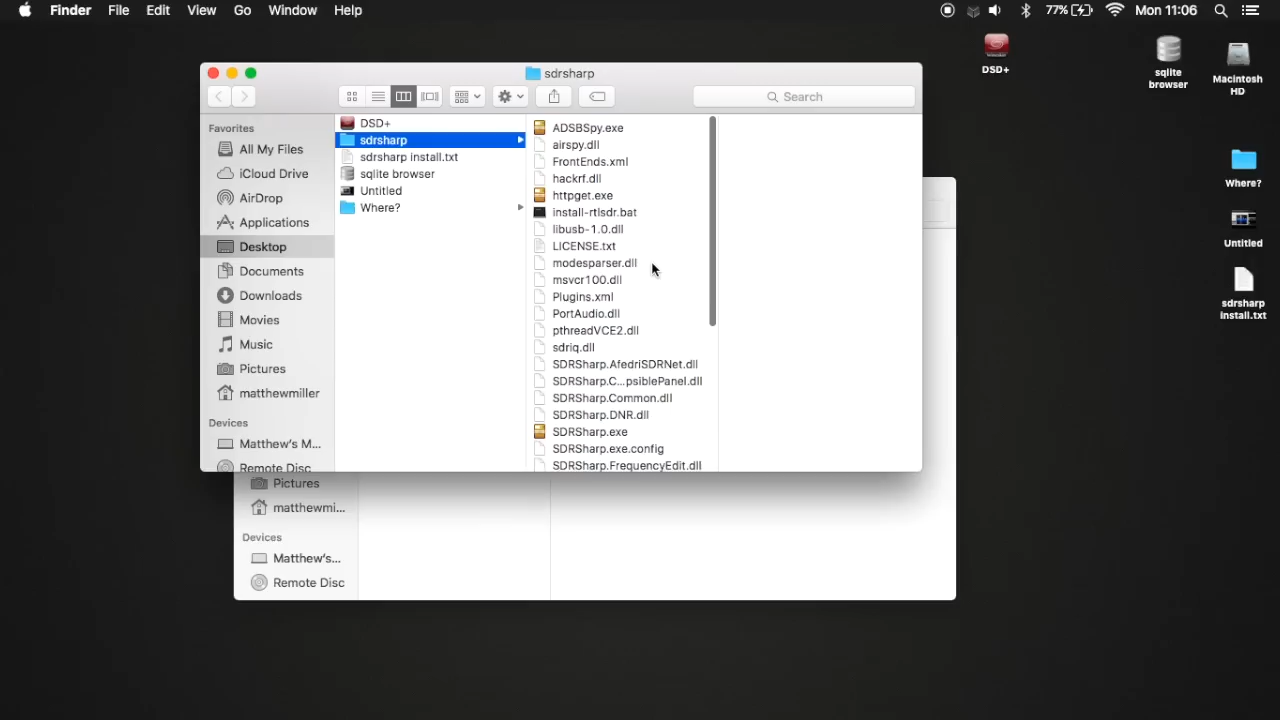 Finder File Edit View Go Window Help 77% Mon 11:06
DSD+
sqlite
browser
Macintosh
HD
Where?
Untitled
sdrsharp
install.txt
sdrsharp
Search
Favorites
All My Files
iCloud Drive
AirDrop
Applications
Desktop
Documents
Downloads
Movies
Music
Pictures
matthewmiller
Devices
Matthew's M...
Remote Disc
DSD+
sdrsharp
sdrsharp install.txt
sqlite browser
Untitled
Where?
ADSBSpy.exe
airspy.dll
FrontEnds.xml
hackrf.dll
httpget.exe
install-rtlsdr.bat
libusb-1.0.dll
LICENSE.txt
modesparser.dll
msvcr100.dll
Plugins.xml
PortAudio.dll
pthreadVCE2.dll
sdriq.dll
SDRSharp.AfedriSDRNet.dll
SDRSharp.C...psiblePanel.dll
SDRSharp.Common.dll
SDRSharp.DNR.dll
SDRSharp.exe
SDRSharp.exe.config
SDRSharp.FrequencyEdit.dll
Pictures
matthewmi...
Devices
Matthew's...
Remote Disc